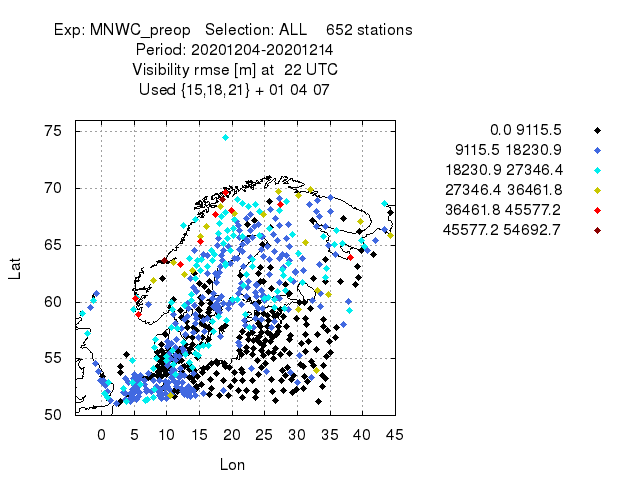 Exp: MNWC_preop   Selection: ALL    652 stations
Period: 20201204-20201214
Visibility rmse [m] at  22 UTC
Used {15,18,21} + 01 04 07
0.0 9115.5
9115.5 18230.9
18230.9 27346.4
27346.4 36461.8
36461.8 45577.2
45577.2 54692.7
Lat
75
70
65
60
55
50
0 5 10 15 20 25 30 35 40 45
Lon